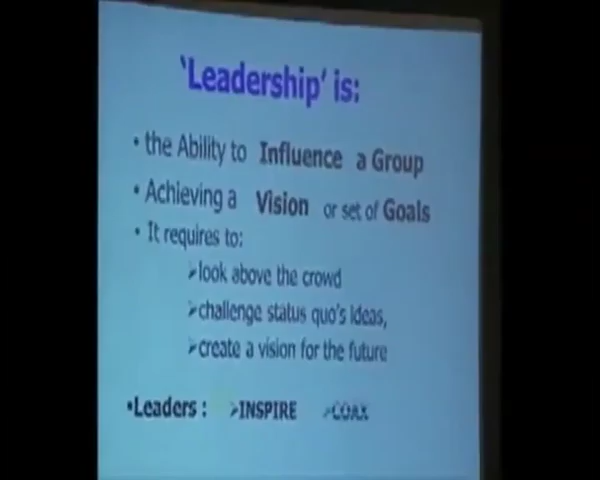 ‘Leadership’ is:
• the Ability to Influence a Group
• Achieving a Vision or set of Goals
• It requires to:
➢look above the crowd
➢challenge status quo's ideas,
➢create a vision for the future
•Leaders : ➢INSPIRE ➢COAX